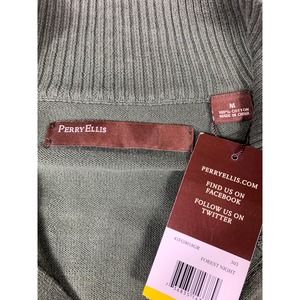 PERRY ELLIS
M
100% COTTON
MADE IN CHINA
PERRYELLIS.COM
FIND US ON
FACEBOOK
FOLLOW US ON
TWITTER
301
FOREST NIGHT